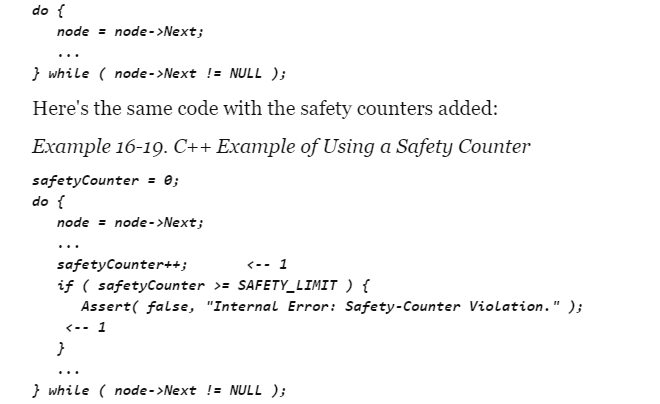 do {
   node = node->Next;
   ...
} while ( node->Next != NULL );
Here's the same code with the safety counters added:
Example 16-19. C++ Example of Using a Safety Counter
safetyCounter = 0;
do {
   node = node->Next;
   ...
   safetyCounter++;       <-- 1
   if ( safetyCounter >= SAFETY_LIMIT ) {
      Assert( false, "Internal Error: Safety-Counter Violation." );
    <-- 1
   }
   ...
} while ( node->Next != NULL );